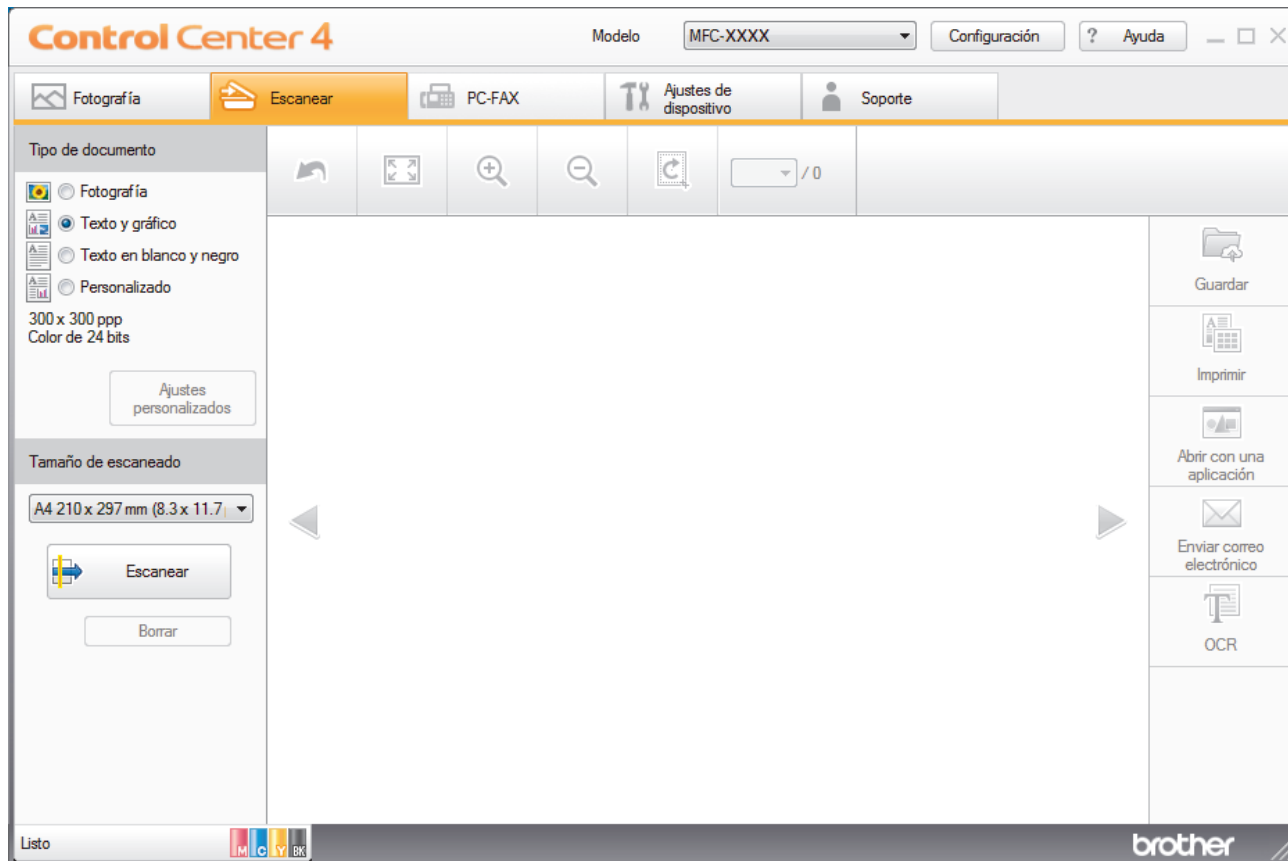 Control Center 4
Modelo
MFC-XXXX
Configuración
? Ayuda
Fotografía
Escanear
PC-FAX
Ajustes de
dispositivo
Soporte
Tipo de documento
Fotografía
Texto y gráfico
Texto en blanco y negro
Personalizado
300 x 300 ppp
Color de 24 bits
Ajustes
personalizados
Tamaño de escaneado
A4 210 x 297 mm (8.3 x 11.7
Escanear
Borrar
/ 0
Guardar
Imprimir
Abrir con una
aplicación
Enviar correo
electrónico
OCR
Listo
M C Y BK
brother